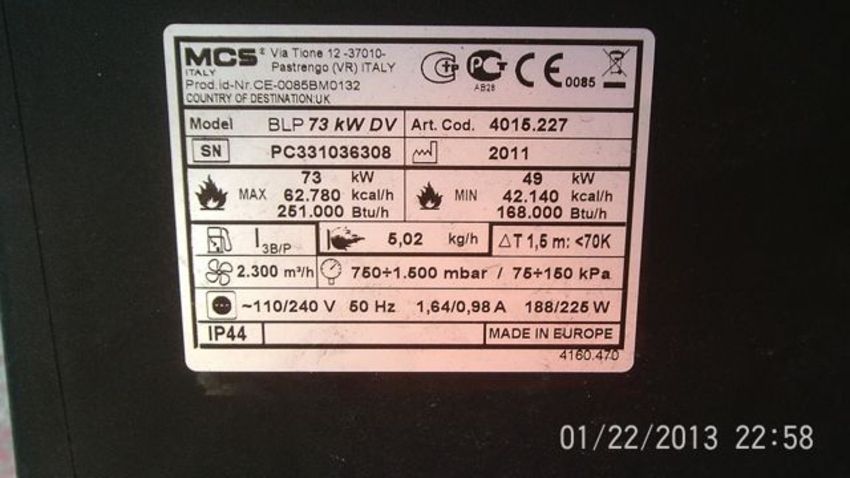 MCS Via Tione 12 -37010-
ITALY Pastrengo (VR) ITALY
Prod.id-Nr.CE-0085BM0132
COUNTRY OF DESTINATION:UK
CE 0085
AB28
Model BLP 73 kW DV Art. Cod. 4015.227
SN PC331036308 2011
73 kW 49 kW
MAX 62.780 kcal/h MIN 42.140 kcal/h
251.000 Btu/h 168.000 Btu/h
I3B/P 5,02 kg/h ΔT 1,5 m: <70K
2.300 m³/h 750÷1.500 mbar / 75÷150 kPa
~110/240 V 50 Hz 1,64/0,98 A 188/225 W
IP44 MADE IN EUROPE
4160.470
01/22/2013 22:58